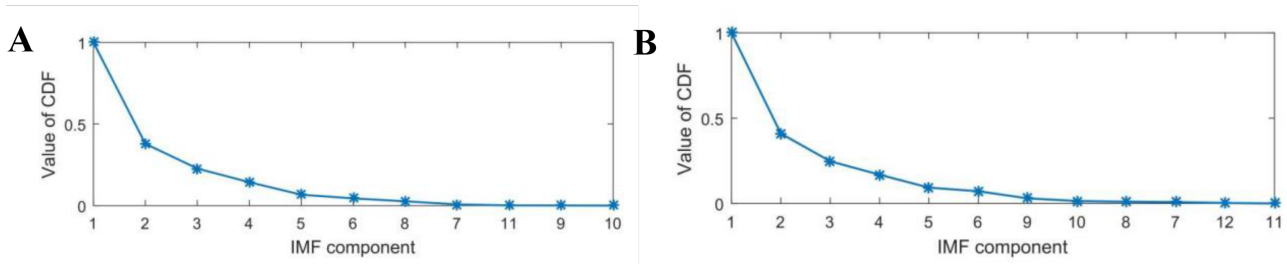 A
Value of CDF
1
0.5
0
1 2 3 4 5 6 8 7 11 9 10
IMF component
B
Value of CDF
1
0.5
0
1 2 3 4 5 6 9 10 8 7 12 11
IMF component